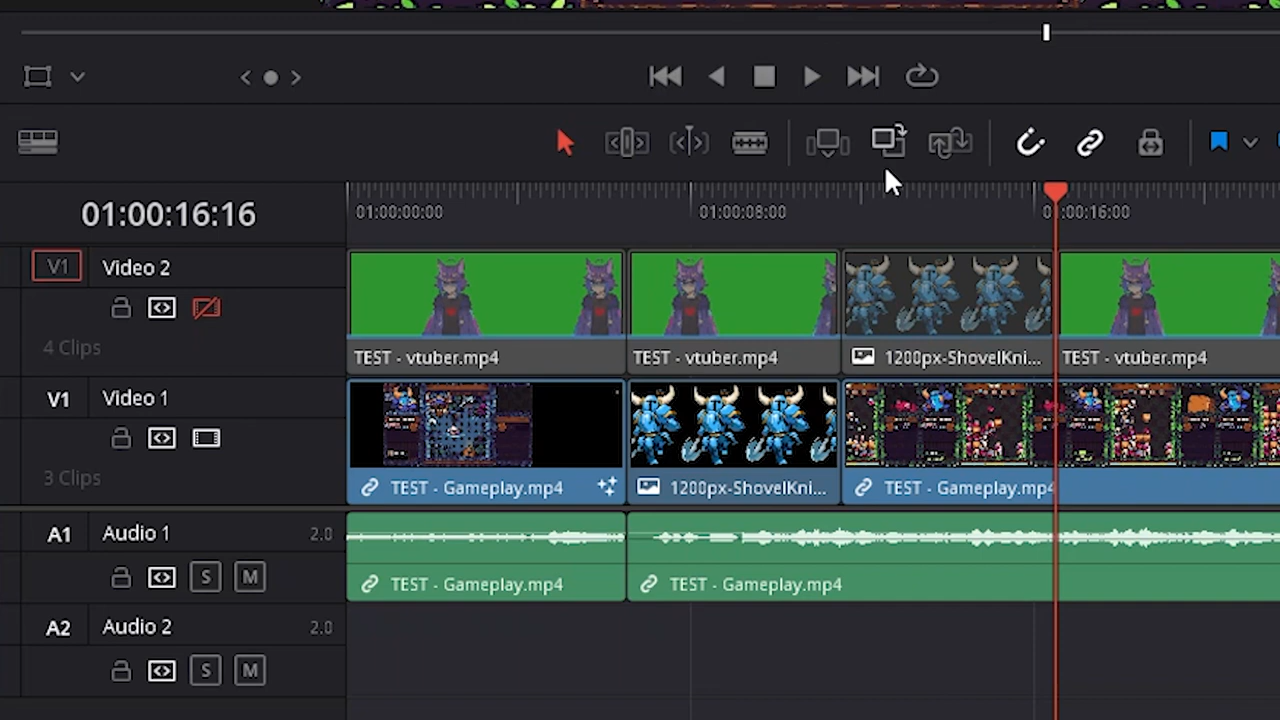 01:00:16:16
01:00:00:00
01:00:08:00
01:00:16:00
V1
Video 2
4 Clips
TEST - vtuber.mp4
TEST - vtuber.mp4
1200px-ShovelKni...
TEST - vtuber.mp4
V1
Video 1
3 Clips
TEST - Gameplay.mp4
1200px-ShovelKni...
TEST - Gameplay.mp4
A1
Audio 1
2.0
S
M
TEST - Gameplay.mp4
TEST - Gameplay.mp4
A2
Audio 2
2.0
S
M